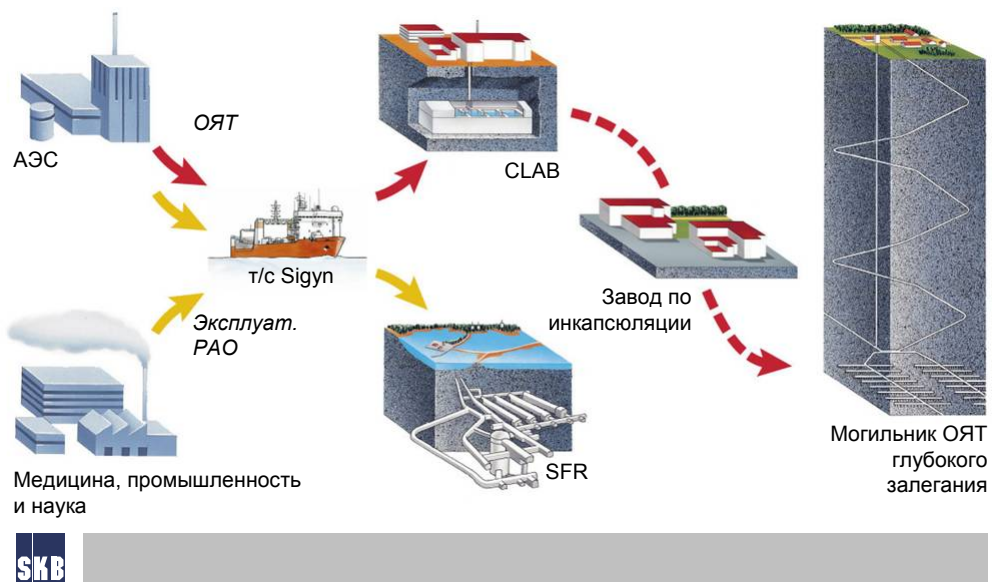 ОЯТ
АЭС
CLAB
т/с Sigyn
Завод по
инкапсюляции
Эксплуат.
РАО
SFR
Могильник ОЯТ
глубокого
залегания
Медицина, промышленность
и наука
SKB